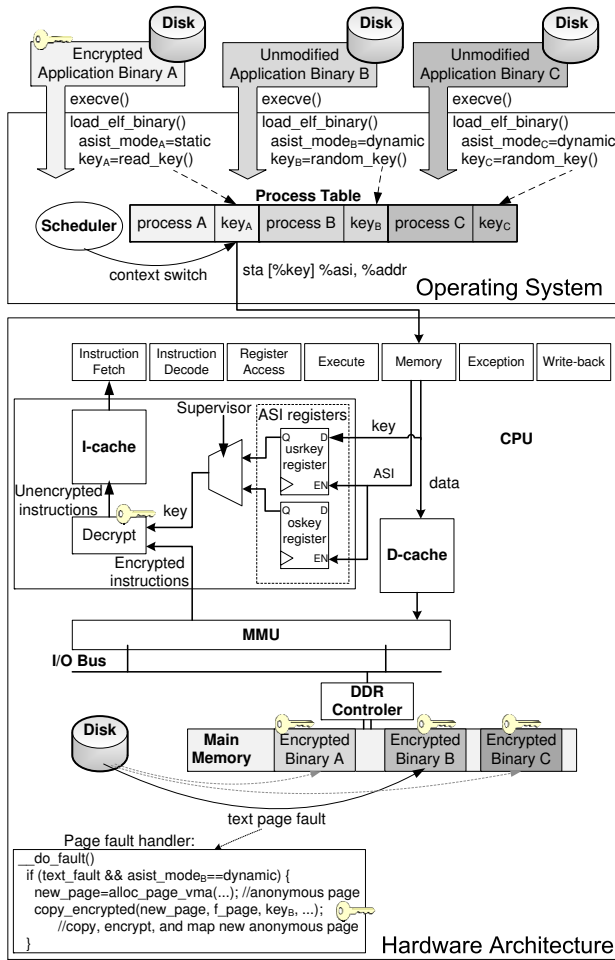 Disk
Disk
Disk
Encrypted
Application Binary A
Unmodified
Application Binary B
Unmodified
Application Binary C
execve()
execve()
execve()
load_elf_binary()
asist_modeA=static
keyA=read_key()
load_elf_binary()
asist_modeB=dynamic
keyB=random_key()
load_elf_binary()
asist_modeC=dynamic
keyC=random_key()
Process Table
Scheduler
process A
keyA
process B
keyB
process C
keyC
context switch
sta [%key] %asi, %addr
Operating System
Instruction
Fetch
Instruction
Decode
Register
Access
Execute
Memory
Exception
Write-back
Supervisor
ASI registers
I-cache
Q
D
usrkey
register
EN
key
CPU
ASI
data
Unencrypted
instructions
key
Decrypt
Q
D
oskey
register
EN
Encrypted
instructions
D-cache
MMU
I/O Bus
DDR
Controler
Disk
Main
Memory
Encrypted
Binary A
Encrypted
Binary B
Encrypted
Binary C
text page fault
Page fault handler:
__do_fault()
if (text_fault && asist_modeB==dynamic) {
new_page=alloc_page_vma(...); //anonymous page
copy_encrypted(new_page, f_page, keyB, ...);
//copy, encrypt, and map new anonymous page
}
Hardware Architecture